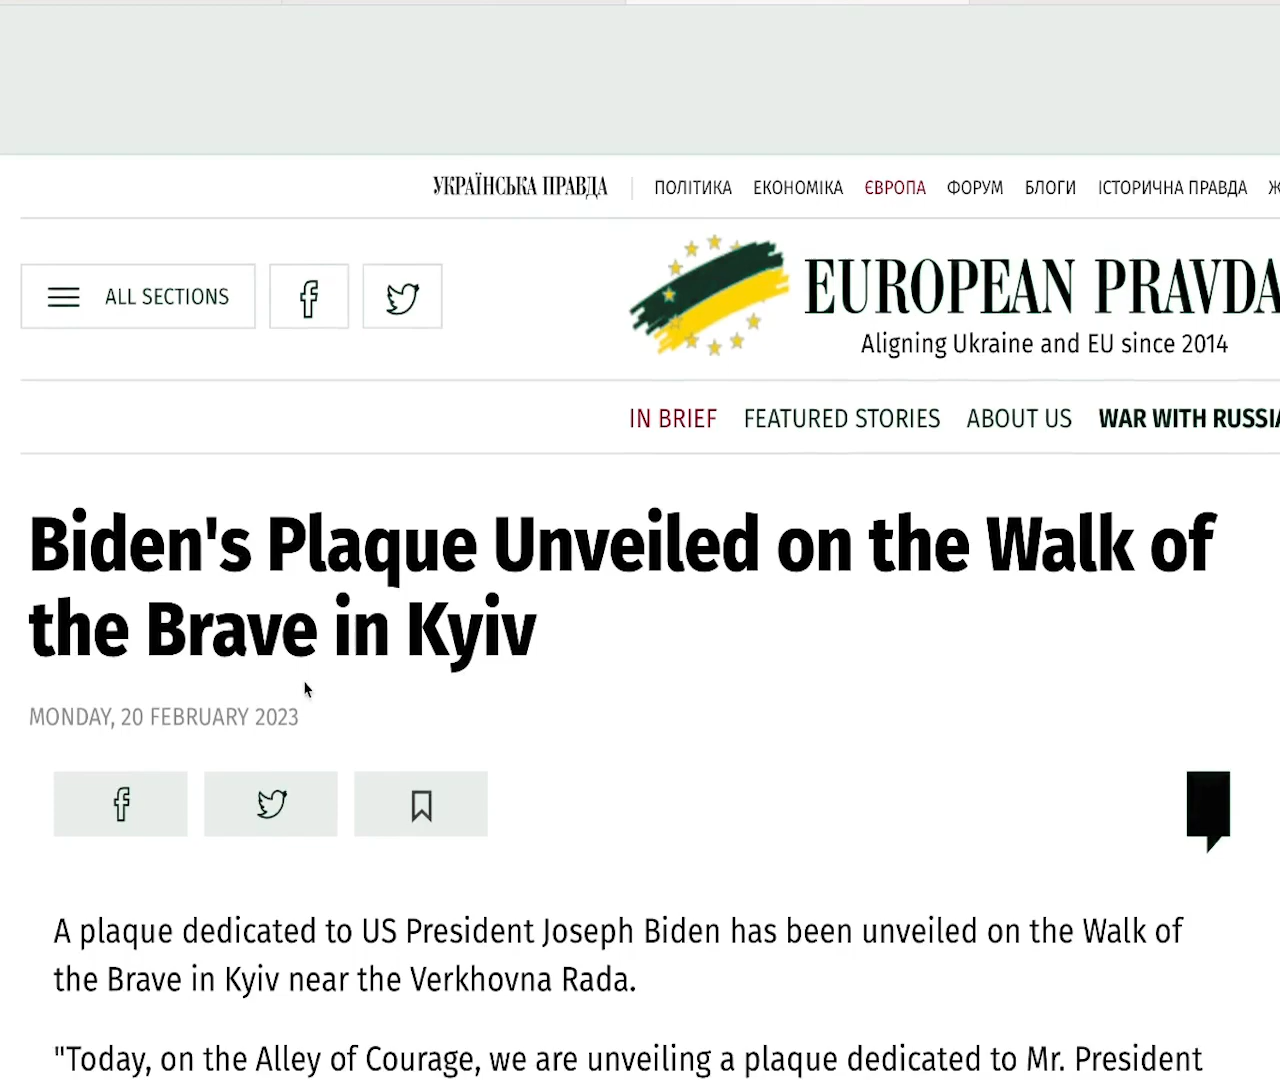 УКРАЇНСЬКА ПРАВДА ПОЛІТИКА ЕКОНОМІКА ЄВРОПА ФОРУМ БЛОГИ ІСТОРИЧНА ПРАВДА
ALL SECTIONS
EUROPEAN PRAVDA
Aligning Ukraine and EU since 2014
IN BRIEF FEATURED STORIES ABOUT US WAR WITH RUSSIA
Biden's Plaque Unveiled on the Walk of
the Brave in Kyiv
MONDAY, 20 FEBRUARY 2023
A plaque dedicated to US President Joseph Biden has been unveiled on the Walk of
the Brave in Kyiv near the Verkhovna Rada.
"Today, on the Alley of Courage, we are unveiling a plaque dedicated to Mr. President